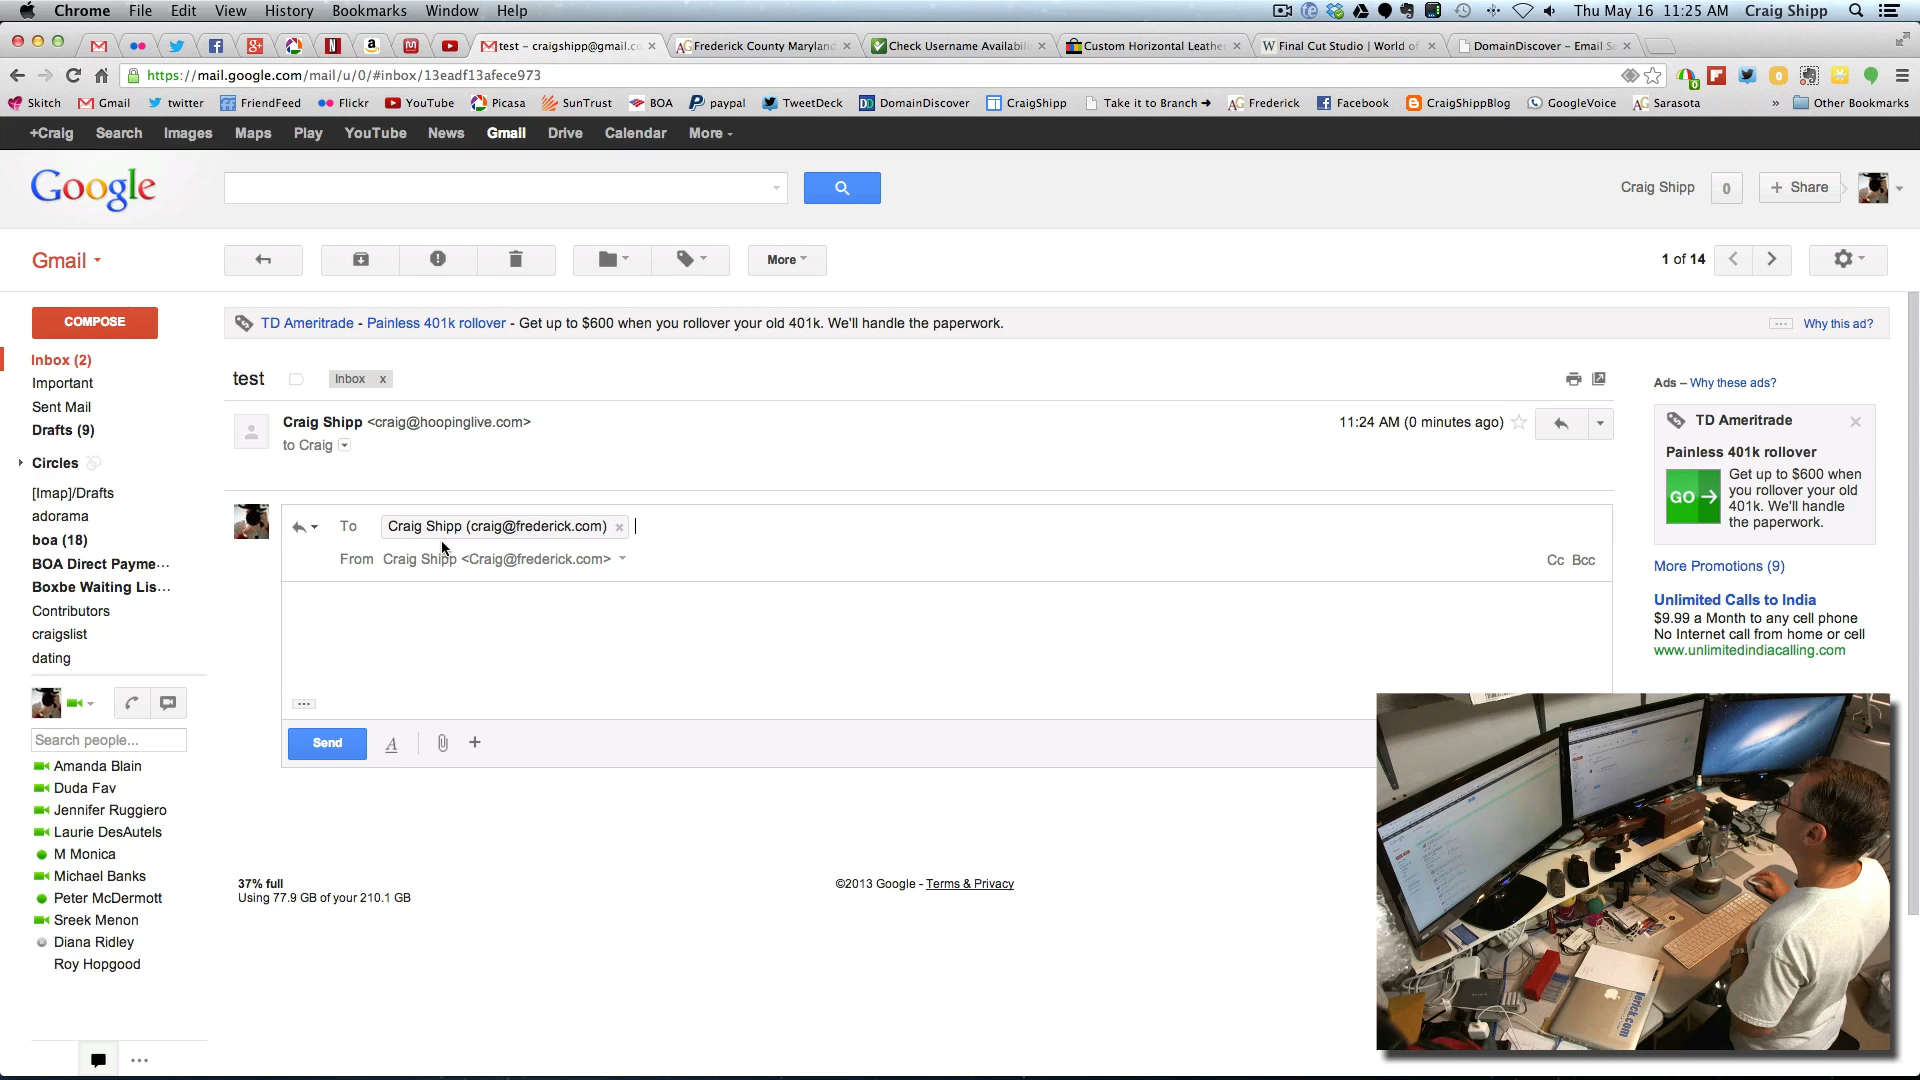 Chrome File Edit View History Bookmarks Window Help Thu May 16 11:25 AM Craig Shipp
test – craigshipp@gmail.co Frederick County Maryland Check Username Availabili Custom Horizontal Leather Final Cut Studio | World of DomainDiscover – Email Se
https://mail.google.com/mail/u/0/#inbox/13eadf13afece973
Skitch Gmail twitter FriendFeed Flickr YouTube Picasa SunTrust BOA paypal TweetDeck DomainDiscover CraigShipp Take it to Branch → Frederick Facebook CraigShippBlog GoogleVoice Sarasota » Other Bookmarks
+Craig Search Images Maps Play YouTube News Gmail Drive Calendar More
Google Craig Shipp 0 + Share
Gmail More 1 of 14
COMPOSE
TD Ameritrade - Painless 401k rollover - Get up to $600 when you rollover your old 401k. We'll handle the paperwork. Why this ad?
Inbox (2)
Important
Sent Mail
Drafts (9)
Circles
[Imap]/Drafts
adorama
boa (18)
BOA Direct Payme...
Boxbe Waiting Lis...
Contributors
craigslist
dating
Search people...
Amanda Blain
Duda Fav
Jennifer Ruggiero
Laurie DesAutels
M Monica
Michael Banks
Peter McDermott
Sreek Menon
Diana Ridley
Roy Hopgood
test Inbox x
Craig Shipp <craig@hoopinglive.com> 11:24 AM (0 minutes ago)
to Craig
To Craig Shipp (craig@frederick.com) ×
From Craig Shipp <Craig@frederick.com> Cc Bcc
...
Send A +
37% full
Using 77.9 GB of your 210.1 GB
©2013 Google - Terms & Privacy
Ads – Why these ads?
TD Ameritrade
Painless 401k rollover
GO →
Get up to $600 when
you rollover your old
401k. We'll handle
the paperwork.
More Promotions (9)
Unlimited Calls to India
$9.99 a Month to any cell phone
No Internet call from home or cell
www.unlimitedindiacalling.com